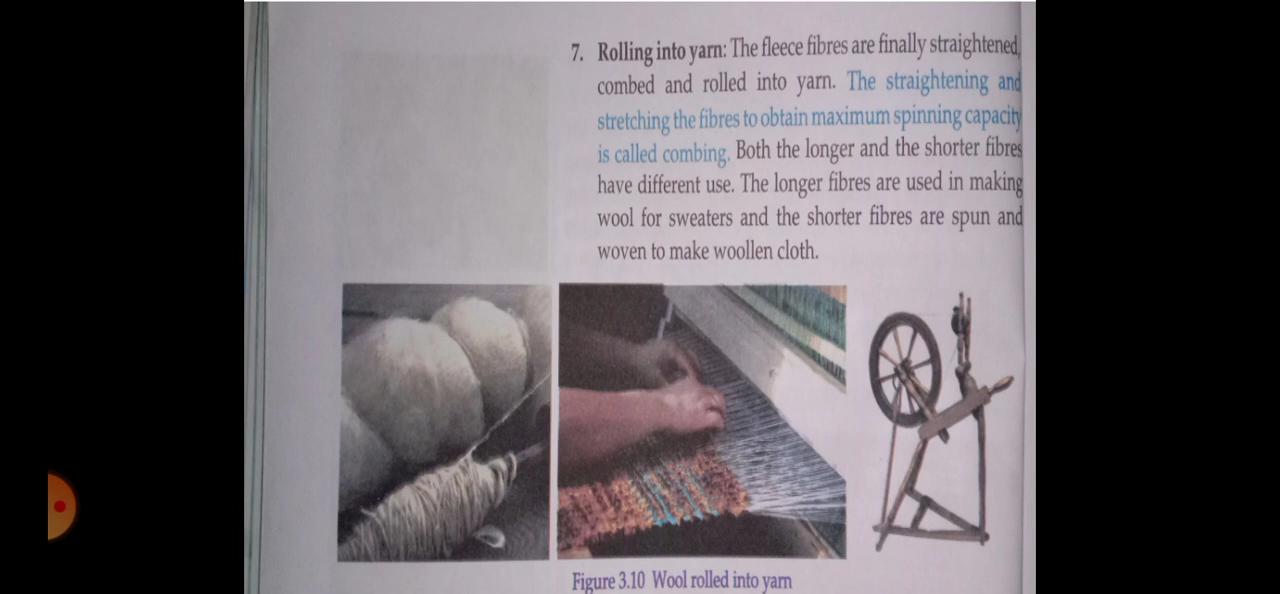 7. Rolling into yarn: The fleece fibres are finally straightened,
combed and rolled into yarn. The straightening and
stretching the fibres to obtain maximum spinning capacity
is called combing. Both the longer and the shorter fibres
have different use. The longer fibres are used in making
wool for sweaters and the shorter fibres are spun and
woven to make woollen cloth.
Figure 3.10 Wool rolled into yarn